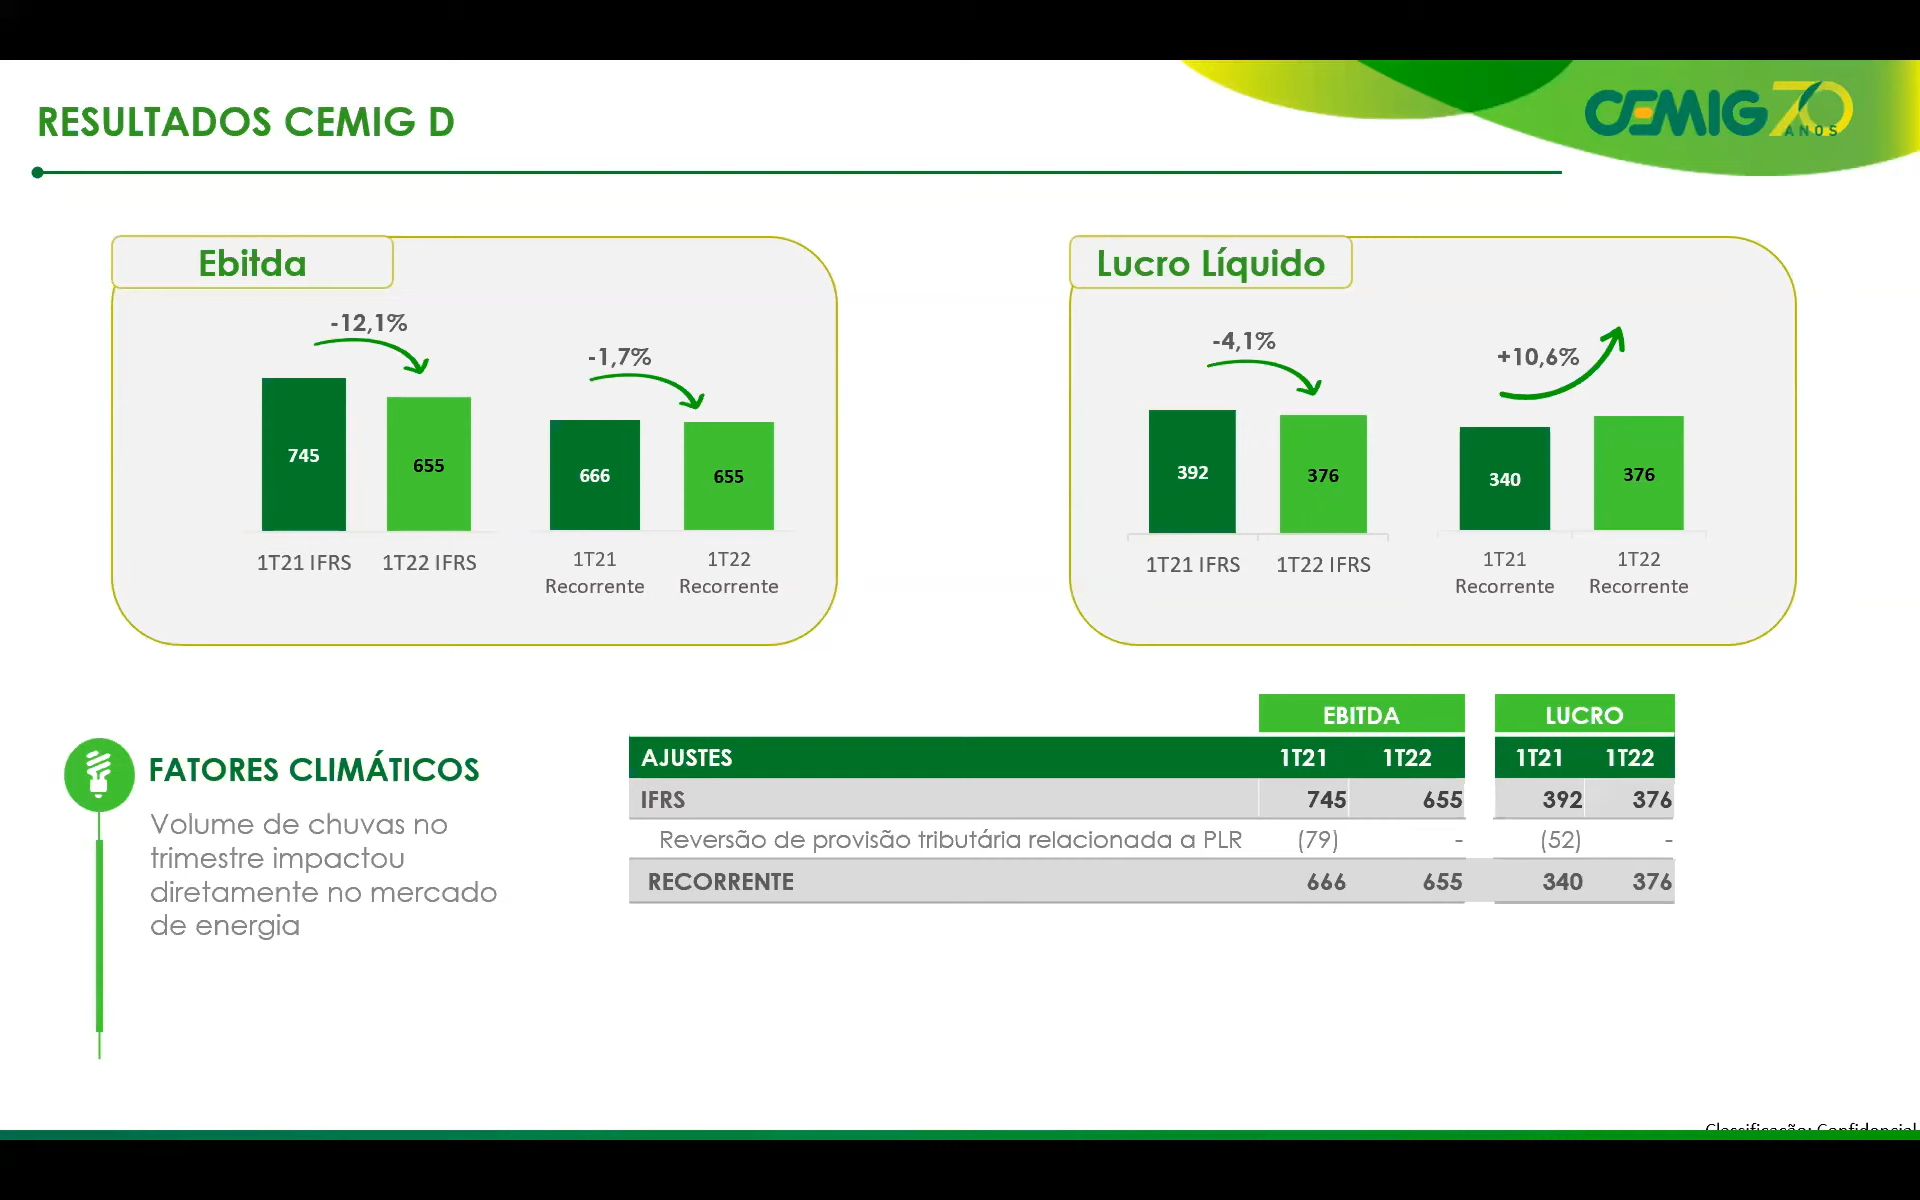 RESULTADOS CEMIG D
CEMIG 70
ANOS
Ebitda
-12,1%
-1,7%
745
655
666
655
1T21 IFRS
1T22 IFRS
1T21
Recorrente
1T22
Recorrente
Lucro Líquido
-4,1%
+10,6%
392
376
340
376
1T21 IFRS
1T22 IFRS
1T21
Recorrente
1T22
Recorrente
FATORES CLIMÁTICOS
Volume de chuvas no
trimestre impactou
diretamente no mercado
de energia
EBITDA LUCRO
AJUSTES 1T21 1T22 1T21 1T22
IFRS 745 655 392 376
Reversão de provisão tributária relacionada a PLR (79) - (52) -
RECORRENTE 666 655 340 376
Classificação: Confidencial